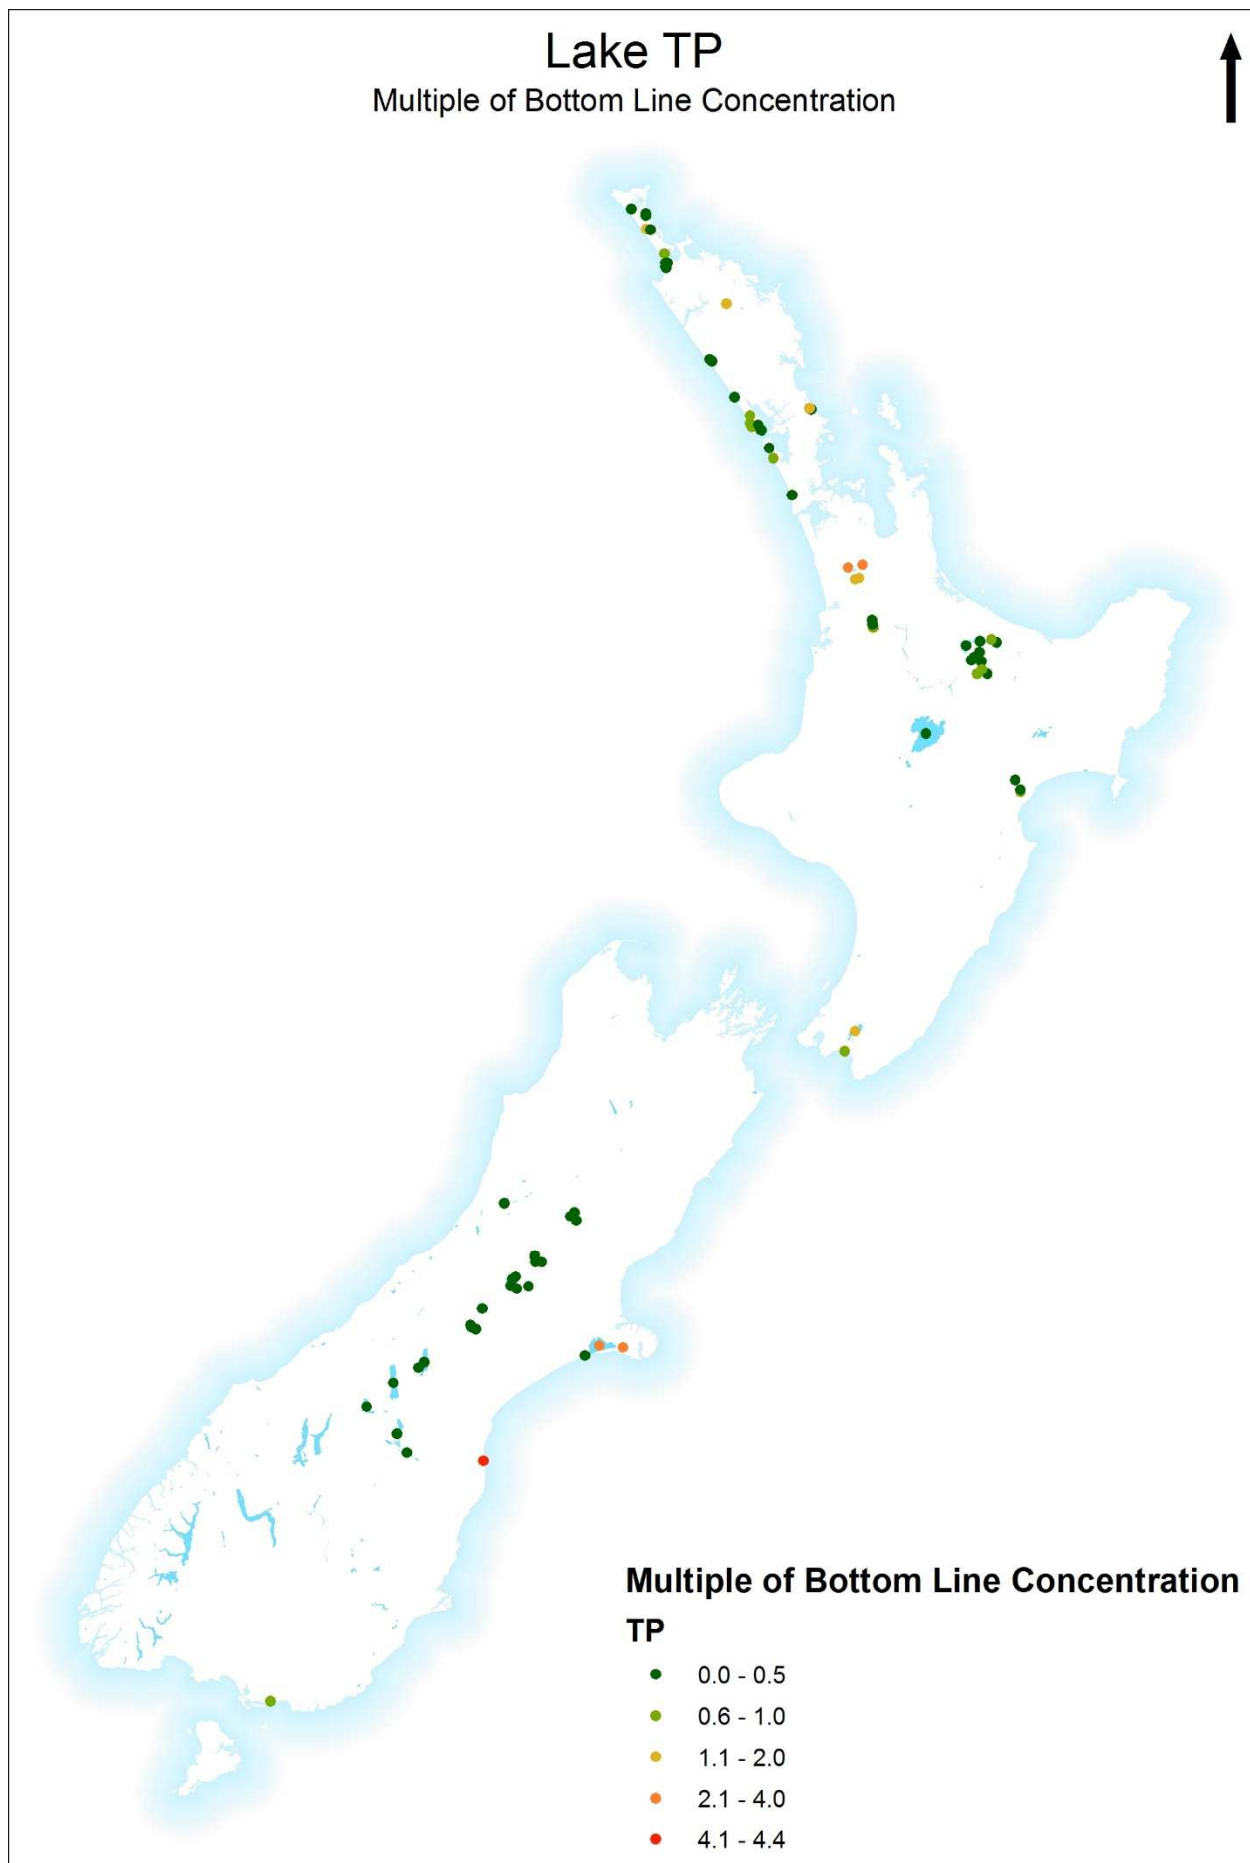 Lake TP
Multiple of Bottom Line Concentration
Multiple of Bottom Line Concentration
TP
0.0 - 0.5
0.6 - 1.0
1.1 - 2.0
2.1 - 4.0
4.1 - 4.4